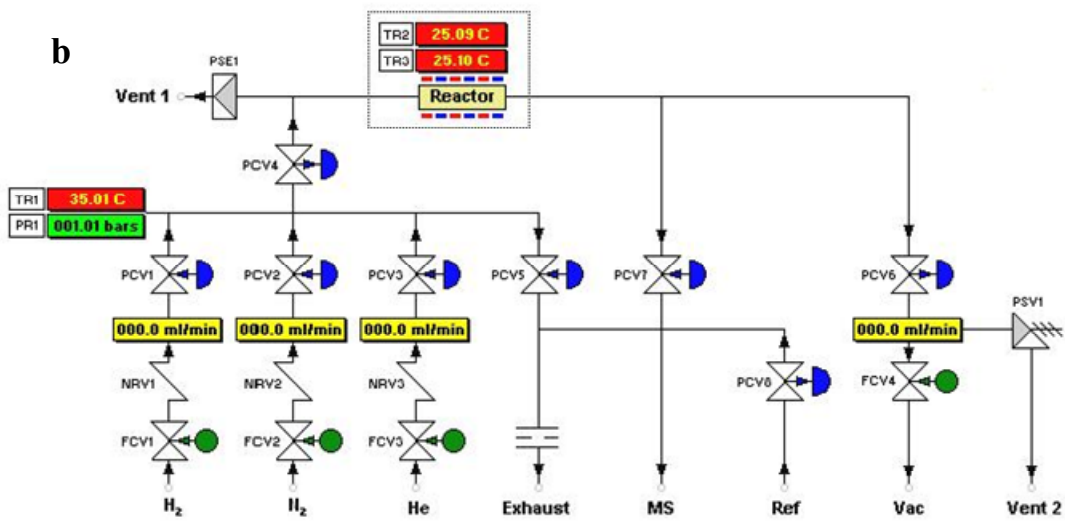 b
TR2 25.09 C
TR3 25.10 C
PSE1
Vent 1
Reactor
PCV4
TR1 35.01 C
PR1 001.01 bars
PCV1 PCV2 PCV3 PCV5 PCV7 PCV6
PSV1
000.0 ml/min 000.0 ml/min 000.0 ml/min 000.0 ml/min
NRV1 NRV2 NRV3 PCV8 FCV4
FCV1 FCV2 FCV3
H₂ N₂ He Exhaust MS Ref Vac Vent 2